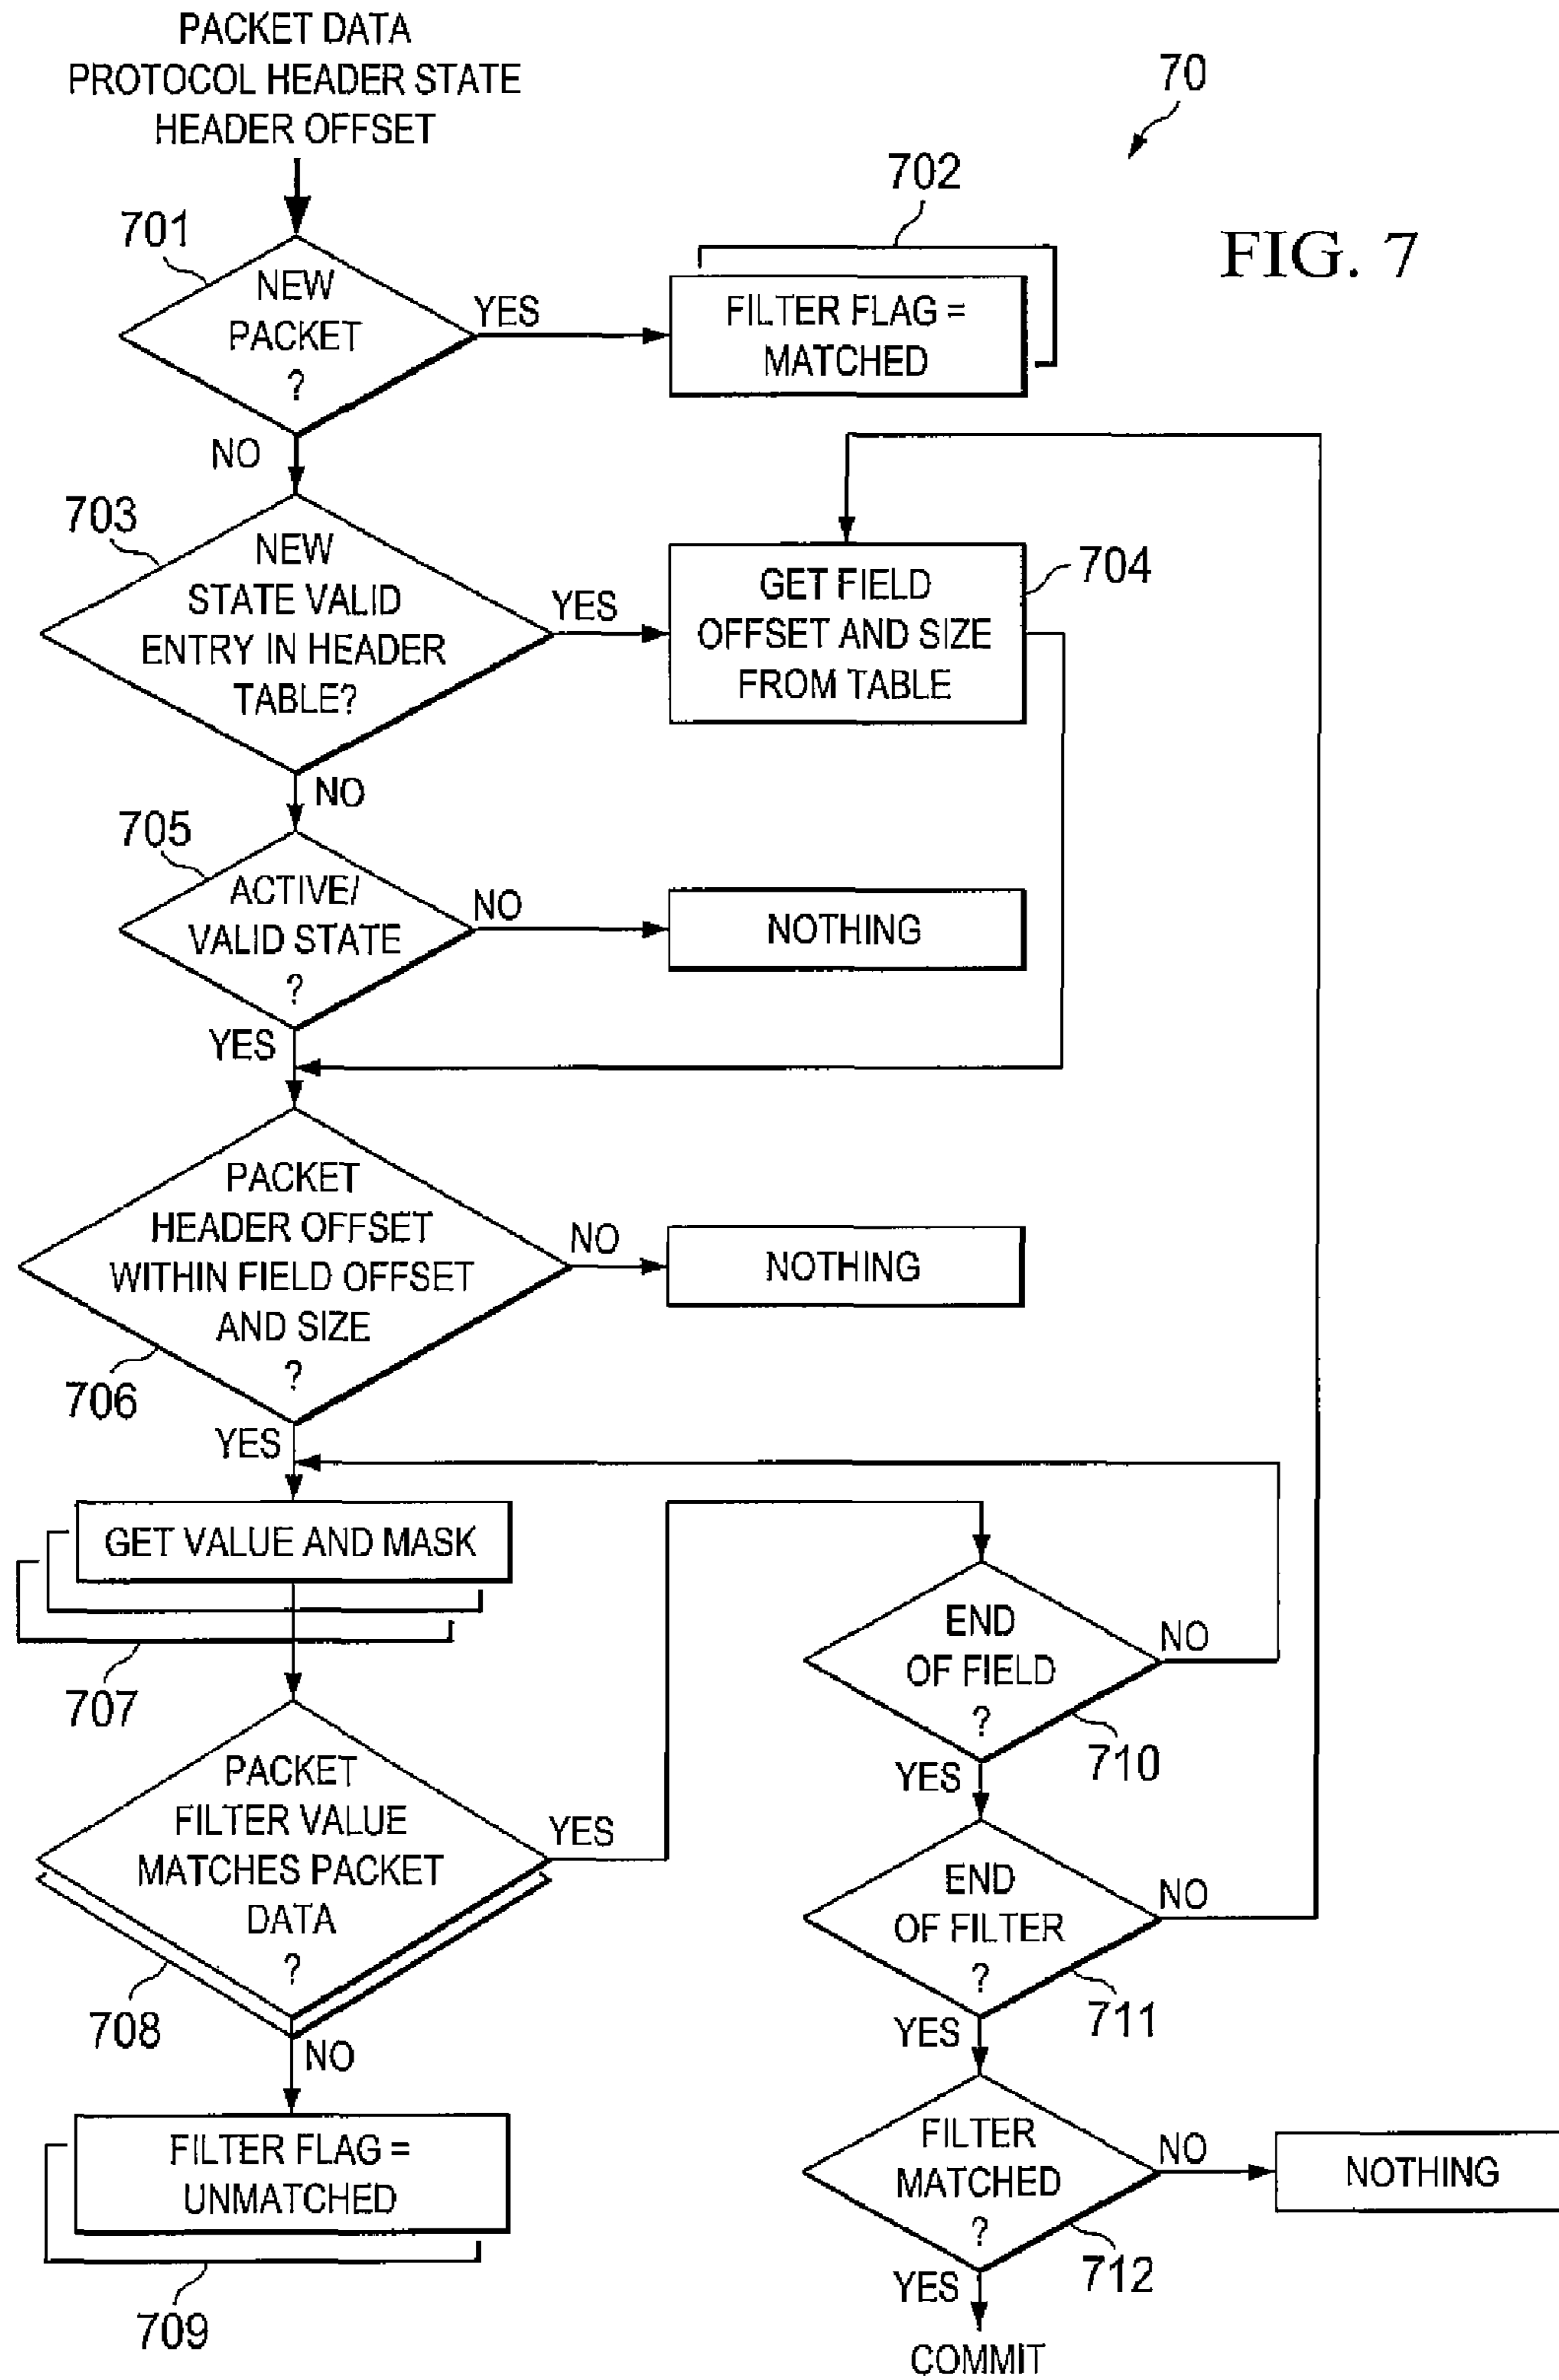 PACKET DATA
PROTOCOL HEADER STATE
HEADER OFFSET
70
FIG. 7
701
NEW
PACKET
?
YES
702
FILTER FLAG =
MATCHED
NO
703
NEW
STATE VALID
ENTRY IN HEADER
TABLE?
YES
GET FIELD
OFFSET AND SIZE
FROM TABLE
704
NO
705
ACTIVE/
VALID STATE
?
NO
NOTHING
YES
PACKET
HEADER OFFSET
WITHIN FIELD OFFSET
AND SIZE
?
706
NO
NOTHING
YES
GET VALUE AND MASK
707
PACKET
FILTER VALUE
MATCHES PACKET
DATA
?
708
YES
NO
FILTER FLAG =
UNMATCHED
709
END
OF FIELD
?
NO
710
YES
END
OF FILTER
?
NO
711
YES
FILTER
MATCHED
?
NO
NOTHING
712
YES
COMMIT